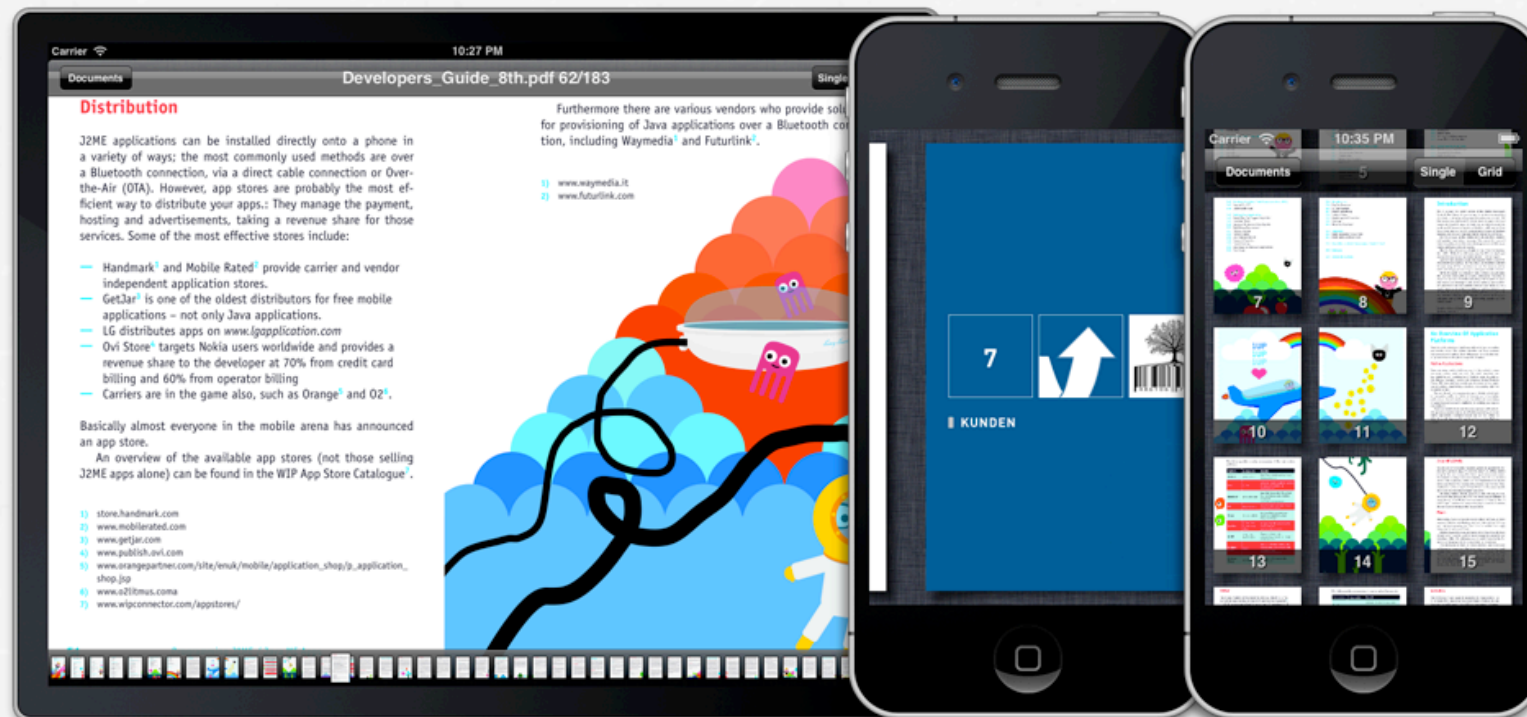 Carrier
10:27 PM
Documents
Developers_Guide_8th.pdf 62/183
Single
Distribution
J2ME applications can be installed directly onto a phone in
a variety of ways; the most commonly used methods are over
a Bluetooth connection, via a direct cable connection or Over-
the-Air (OTA). However, app stores are probably the most ef-
ficient way to distribute your apps.: They manage the payment,
hosting and advertisements, taking a revenue share for those
services. Some of the most effective stores include:
— Handmark1 and Mobile Rated2 provide carrier and vendor
independent application stores.
— GetJar3 is one of the oldest distributors for free mobile
applications – not only Java applications.
— LG distributes apps on www.lgapplication.com
— Ovi Store4 targets Nokia users worldwide and provides a
revenue share to the developer at 70% from credit card
billing and 60% from operator billing
— Carriers are in the game also, such as Orange5 and O26.
Basically almost everyone in the mobile arena has announced
an app store.
An overview of the available app stores (not those selling
J2ME apps alone) can be found in the WIP App Store Catalogue7.
1) store.handmark.com
2) www.mobilerated.com
3) www.getjar.com
4) www.publish.ovi.com
5) www.orangepartner.com/site/enuk/mobile/application_shop/p_application_
shop.jsp
6) www.o2litmus.coma
7) www.wipconnector.com/appstores/
Furthermore there are various vendors who provide
for provisioning of Java applications over a Bluetooth
tion, including Waymedia1 and Futurlink2.
1) www.waymedia.it
2) www.futurlink.com
7
KUNDEN
Carrier
10:35 PM
Documents
5
Single
Grid
Introduction
7
8
9
10
11
12
13
14
15